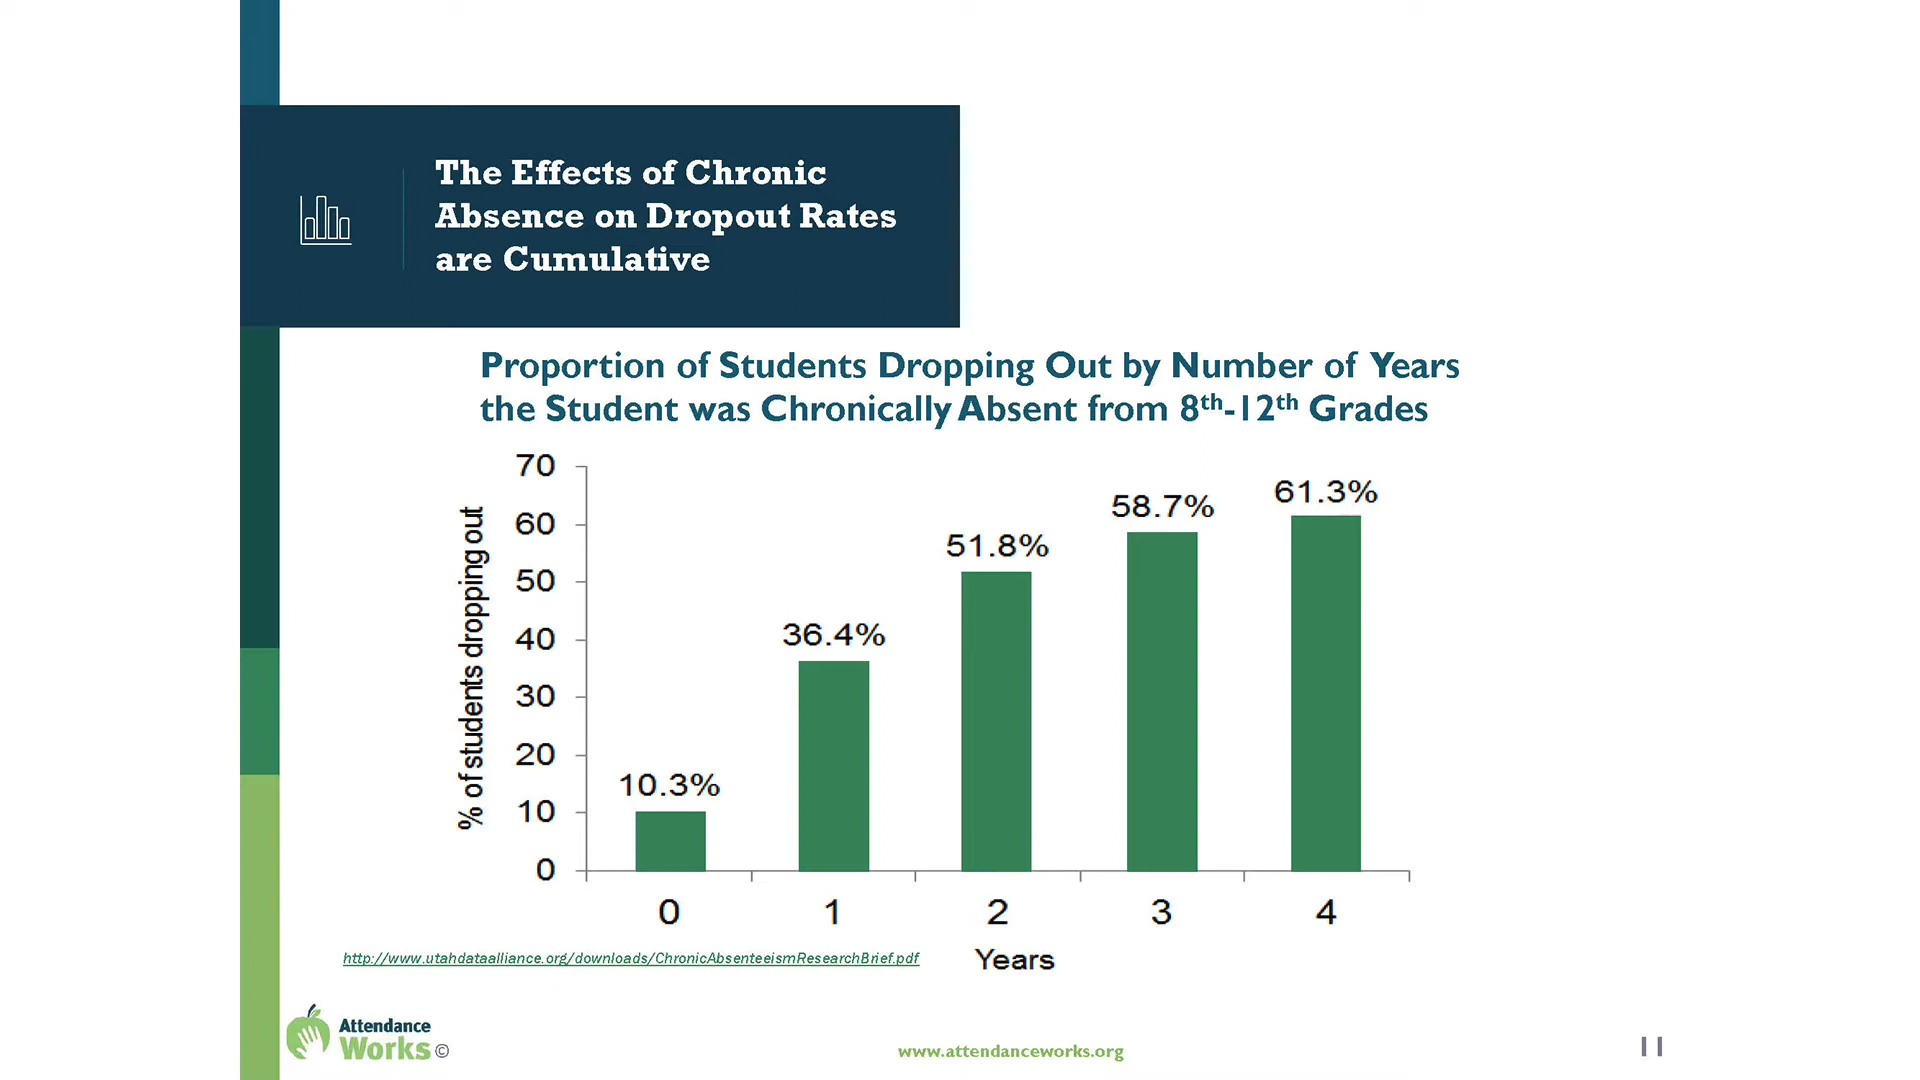 The Effects of Chronic
Absence on Dropout Rates
are Cumulative
Proportion of Students Dropping Out by Number of Years
the Student was Chronically Absent from 8th-12th Grades
% of students dropping out
70
60
50
40
30
20
10
0
10.3%
36.4%
51.8%
58.7%
61.3%
0
1
2
3
4
Years
http://www.utahdataalliance.org/downloads/ChronicAbsenteeismResearchBrief.pdf
Attendance
Works ©
www.attendanceworks.org
11